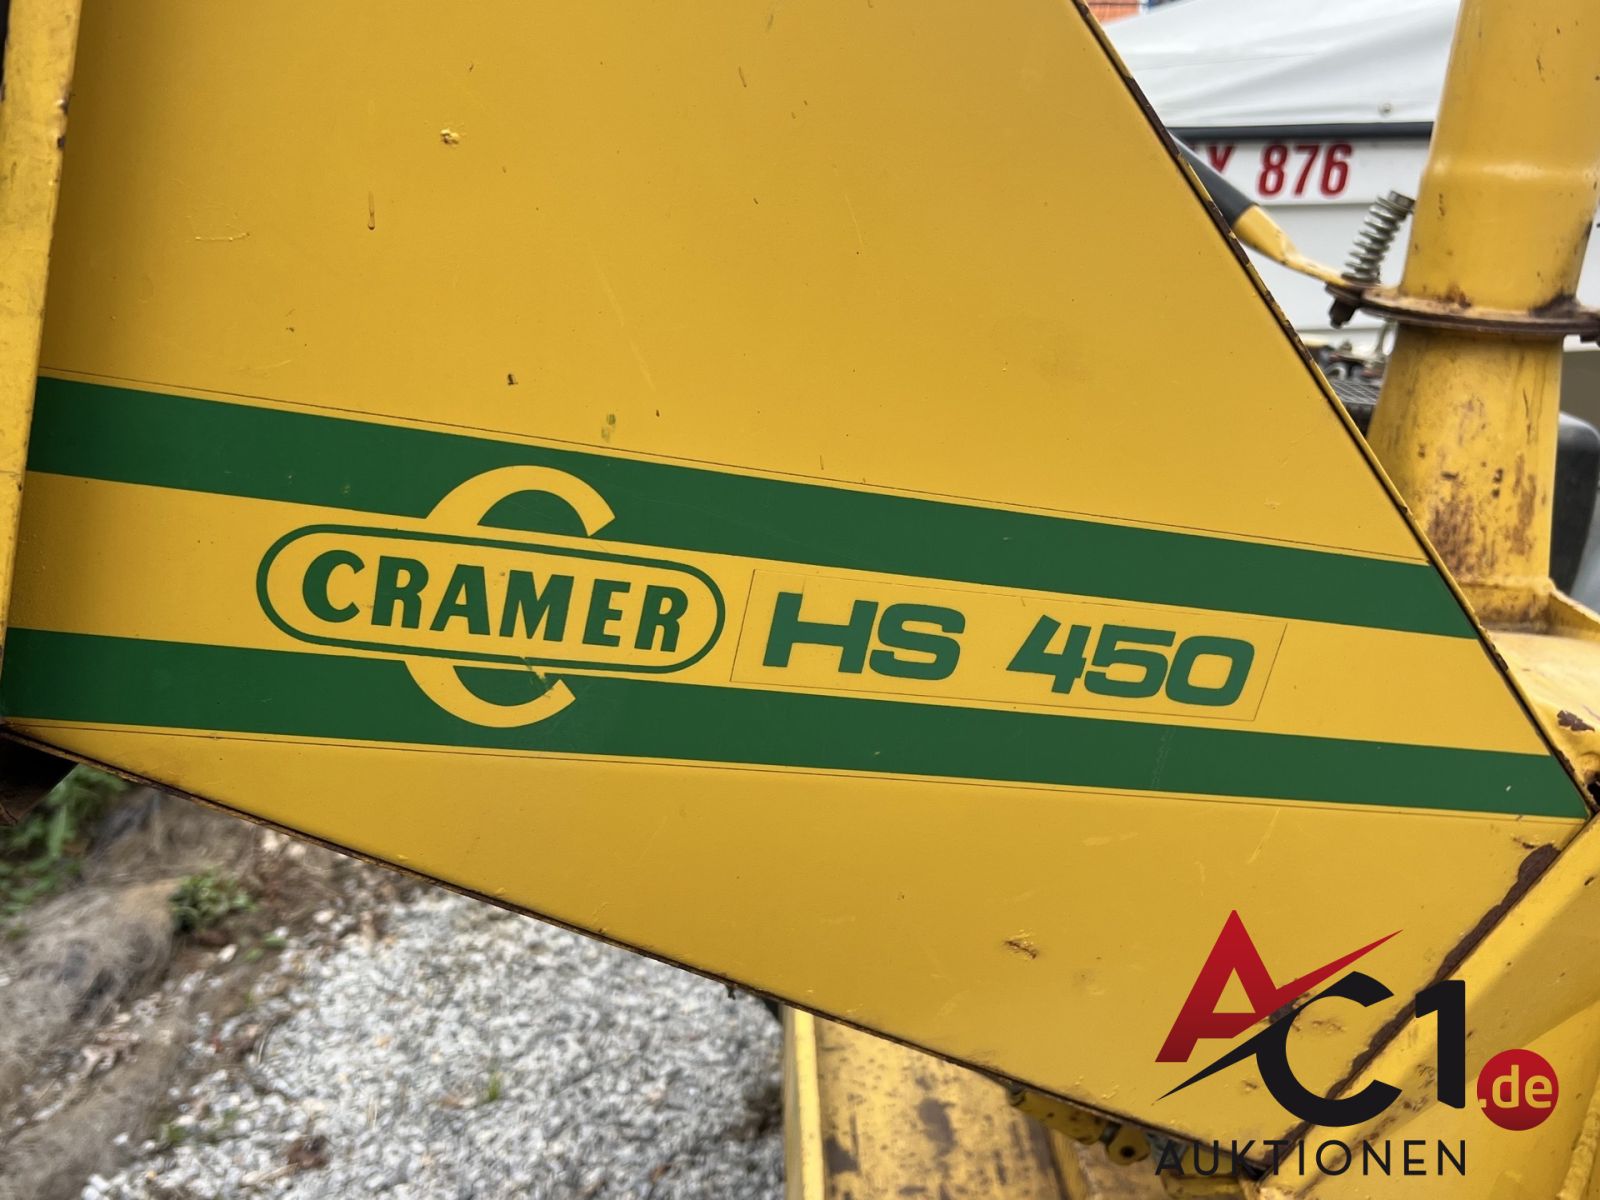 876
CRAMER HS 450
AC1.de
AUKTIONEN